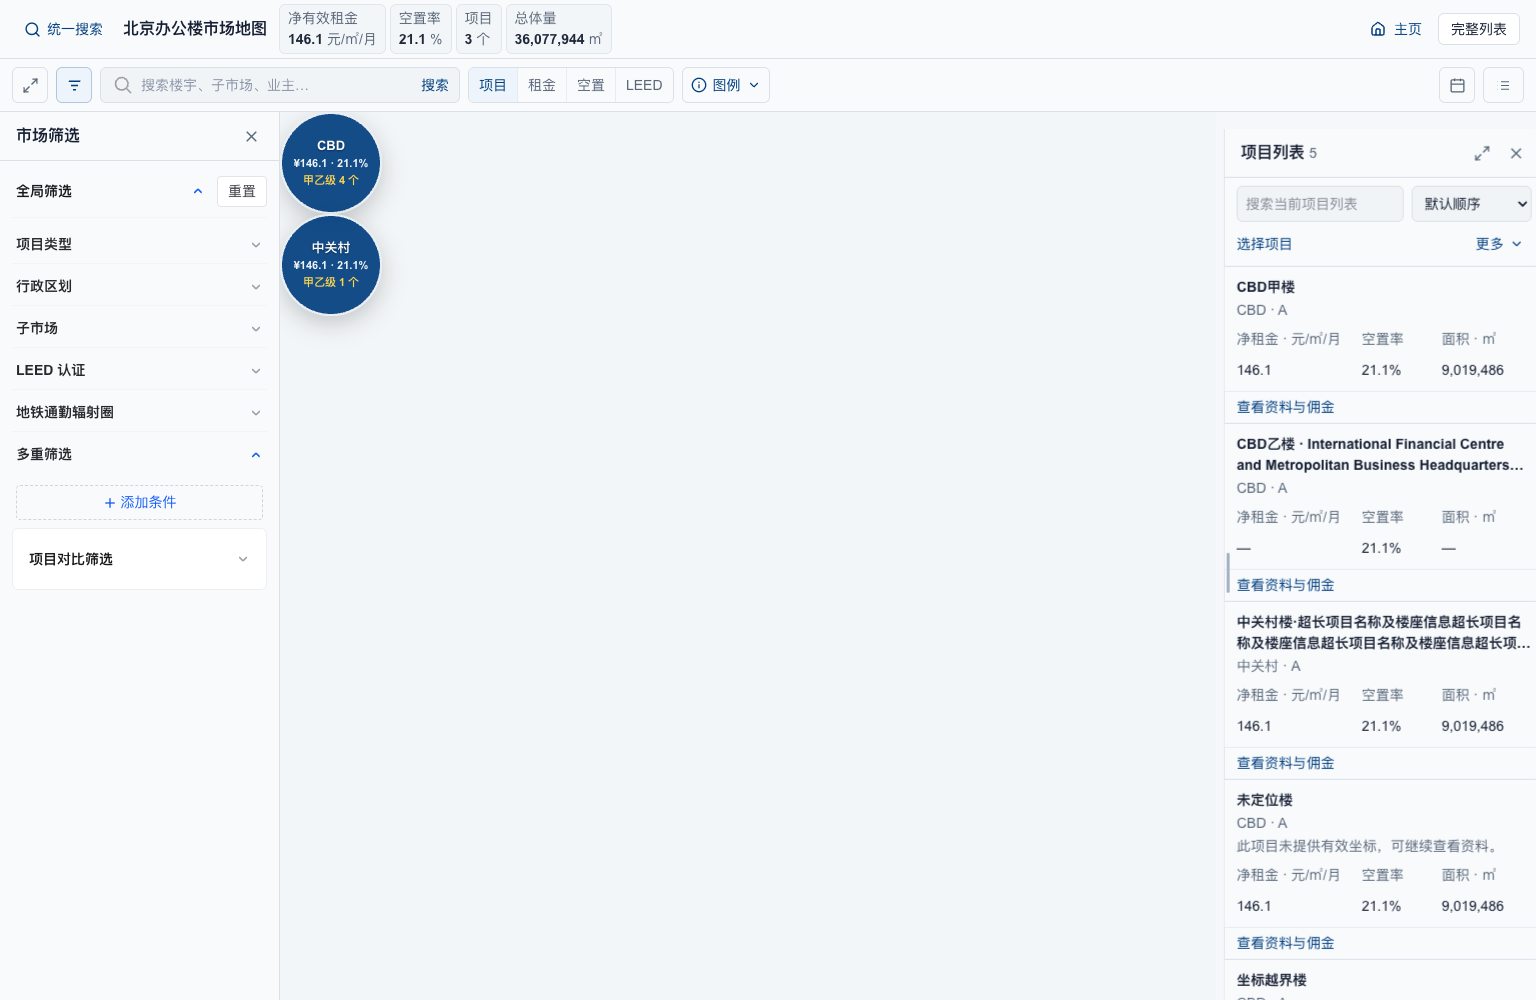 统一搜索
北京办公楼市场地图
净有效租金
146.1 元/㎡/月
空置率
21.1 %
项目
3 个
总体量
36,077,944 ㎡
主页
完整列表
搜索楼宇、子市场、业主...
搜索
项目
租金
空置
LEED
图例
市场筛选
全局筛选
重置
项目类型
行政区划
子市场
LEED 认证
地铁通勤辐射圈
多重筛选
+ 添加条件
项目对比筛选
CBD
¥146.1 · 21.1%
甲乙级 4 个
中关村
¥146.1 · 21.1%
甲乙级 1 个
项目列表 5
搜索当前项目列表
默认顺序
选择项目
更多
CBD甲楼
CBD · A
净租金 · 元/㎡/月 空置率 面积 · ㎡
146.1 21.1% 9,019,486
查看资料与佣金
CBD乙楼 · International Financial Centre
and Metropolitan Business Headquarters...
CBD · A
净租金 · 元/㎡/月 空置率 面积 · ㎡
— 21.1% —
查看资料与佣金
中关村楼·超长项目名称及楼座信息超长项目名
称及楼座信息超长项目名称及楼座信息超长项...
中关村 · A
净租金 · 元/㎡/月 空置率 面积 · ㎡
146.1 21.1% 9,019,486
查看资料与佣金
未定位楼
CBD · A
此项目未提供有效坐标，可继续查看资料。
净租金 · 元/㎡/月 空置率 面积 · ㎡
146.1 21.1% 9,019,486
查看资料与佣金
坐标越界楼
CBD · A